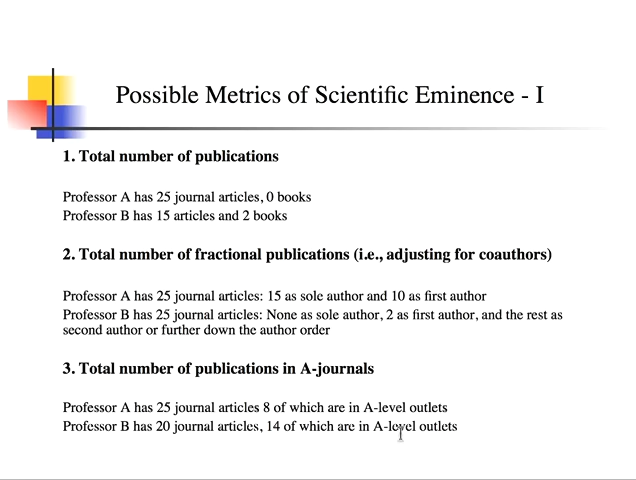 Possible Metrics of Scientific Eminence - I
1. Total number of publications
Professor A has 25 journal articles, 0 books
Professor B has 15 articles and 2 books
2. Total number of fractional publications (i.e., adjusting for coauthors)
Professor A has 25 journal articles: 15 as sole author and 10 as first author
Professor B has 25 journal articles: None as sole author, 2 as first author, and the rest as
second author or further down the author order
3. Total number of publications in A-journals
Professor A has 25 journal articles 8 of which are in A-level outlets
Professor B has 20 journal articles, 14 of which are in A-level outlets